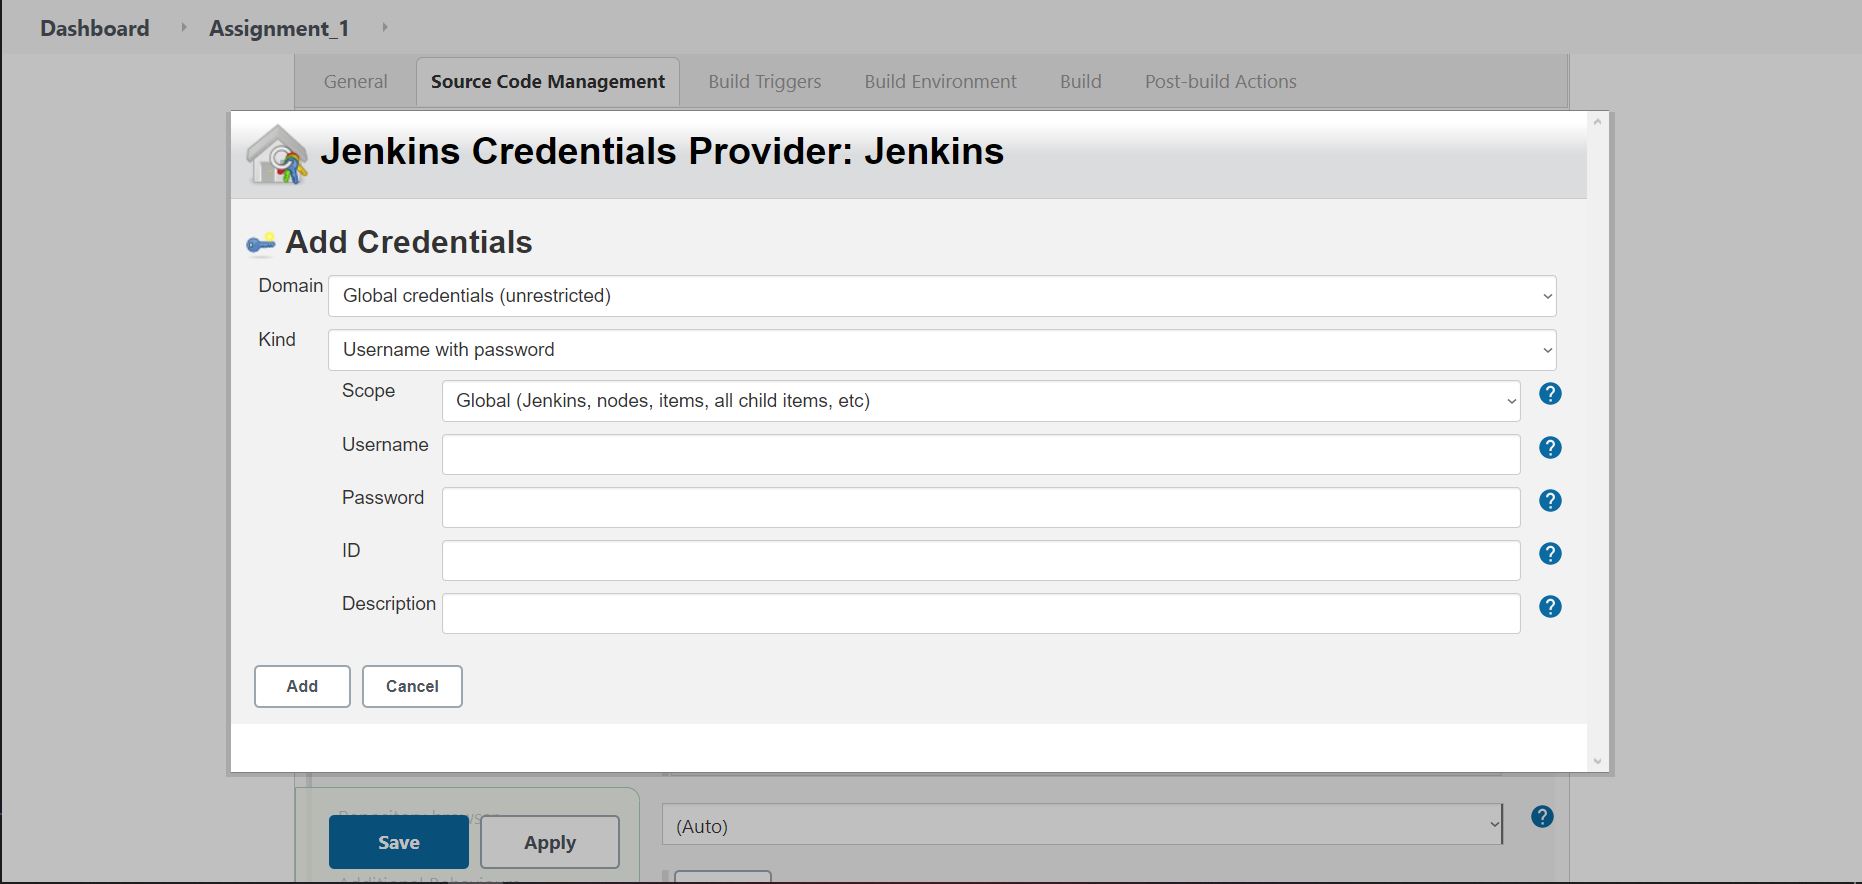 Dashboard Assignment_1
General Source Code Management Build Triggers Build Environment Build Post-build Actions
Jenkins Credentials Provider: Jenkins
Add Credentials
Domain Global credentials (unrestricted)
Kind Username with password
Scope Global (Jenkins, nodes, items, all child items, etc) ?
Username ?
Password ?
ID ?
Description ?
Add Cancel
(Auto) ?
Save Apply